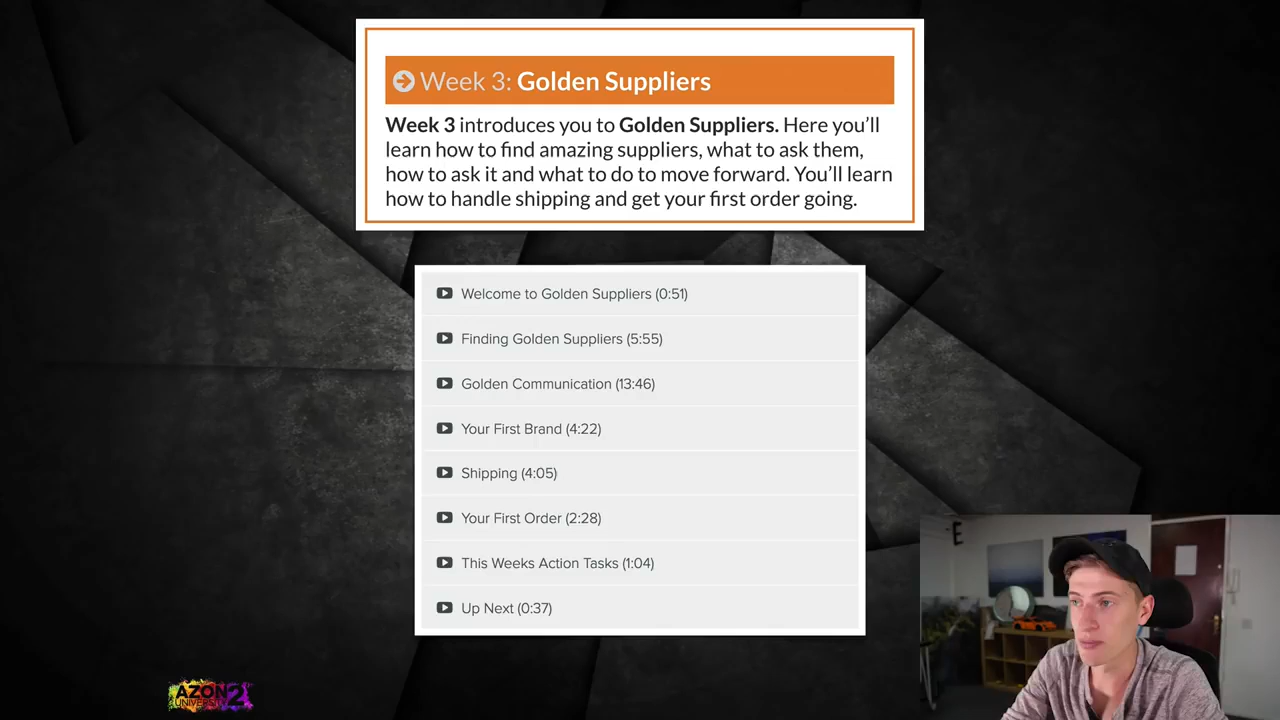 Week 3: Golden Suppliers
Week 3 introduces you to Golden Suppliers. Here you'll
learn how to find amazing suppliers, what to ask them,
how to ask it and what to do to move forward. You'll learn
how to handle shipping and get your first order going.
Welcome to Golden Suppliers (0:51)
Finding Golden Suppliers (5:55)
Golden Communication (13:46)
Your First Brand (4:22)
Shipping (4:05)
Your First Order (2:28)
This Weeks Action Tasks (1:04)
Up Next (0:37)
E
AZON
2